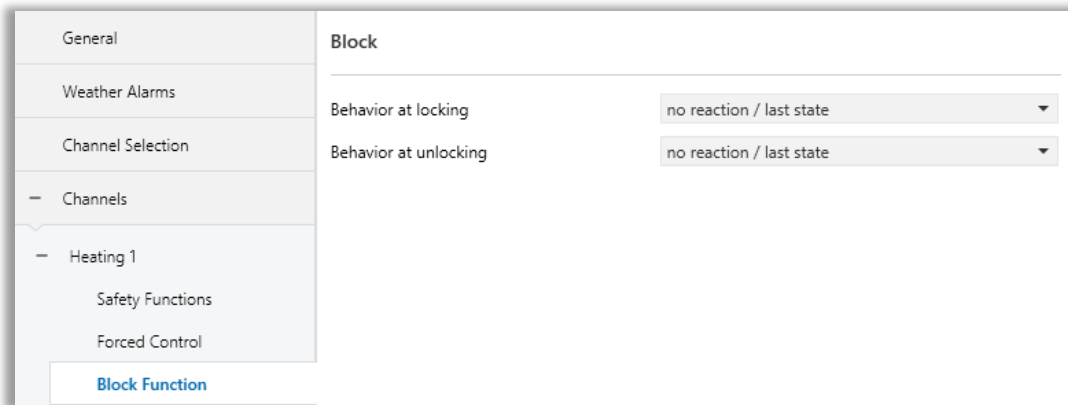 General
Weather Alarms
Channel Selection
Channels
Heating 1
Safety Functions
Forced Control
Block Function
Block
Behavior at locking no reaction / last state
Behavior at unlocking no reaction / last state